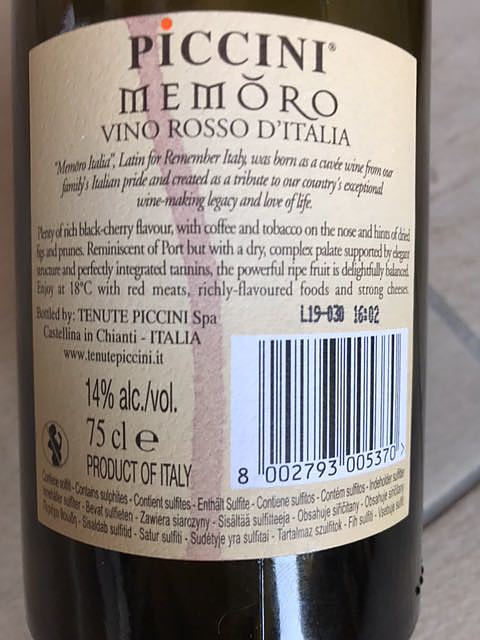 PiCCINI®
MEMŎRO
VINO ROSSO D'ITALIA
"Memŏro Italia", Latin for Remember Italy, was born as a cuvée wine from our
family's Italian pride and created as a tribute to our country's exceptional
wine-making legacy and love of life.
Plenty of rich black-cherry flavour, with coffee and tobacco on the nose and hints of dried
figs and prunes. Reminiscent of Port but with a dry, complex palate supported by elegant
structure and perfectly integrated tannins, the powerful ripe fruit is delightfully balanced.
Enjoy at 18°C with red meats, richly-flavoured foods and strong cheeses.
Bottled by: TENUTE PICCINI Spa
Castellina in Chianti - ITALIA
www.tenutepiccini.it
L19-030 16:02
14% alc./vol.
75 cl e
PRODUCT OF ITALY
8 002793 005370 >
Contiene solfiti - Contains sulphites - Contient sulfites - Enthält Sulfite - Contiene sulfitos - Contém sulfitos - Indeholder sulfitter
Inneholder sulfitter - Bevat sulfieten - Zawiera siarczyny - Sisältää sulfiitteja - Obsahuje siřičitany - Obsahuje siričitany
- Sisaldab sulfitid - Satur sulfīti - Sudėtyje yra sulfitai - Tartalmaz szulfitok - Fih sulfiti -